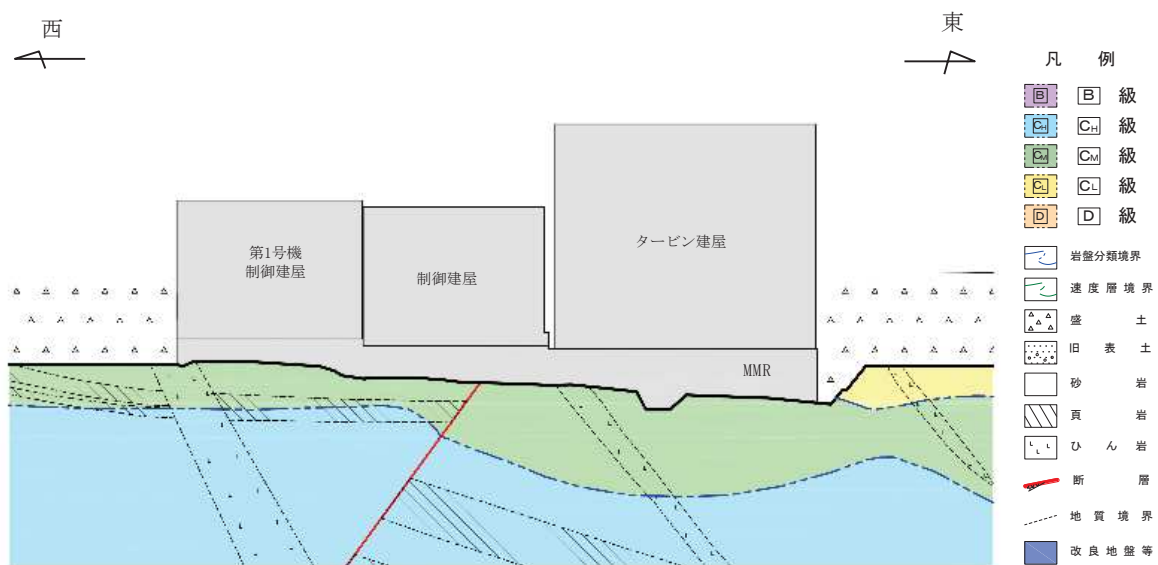 西
東
第1号機
制御建屋
制御建屋
タービン建屋
MMR
凡 例
B B 級
CH CH 級
CM CM 級
CL CL 級
D D 級
岩盤分類境界
速度層境界
盛 土
旧 表 土
砂 岩
頁 岩
ひ ん 岩
断 層
地 質 境 界
改 良 地 盤 等